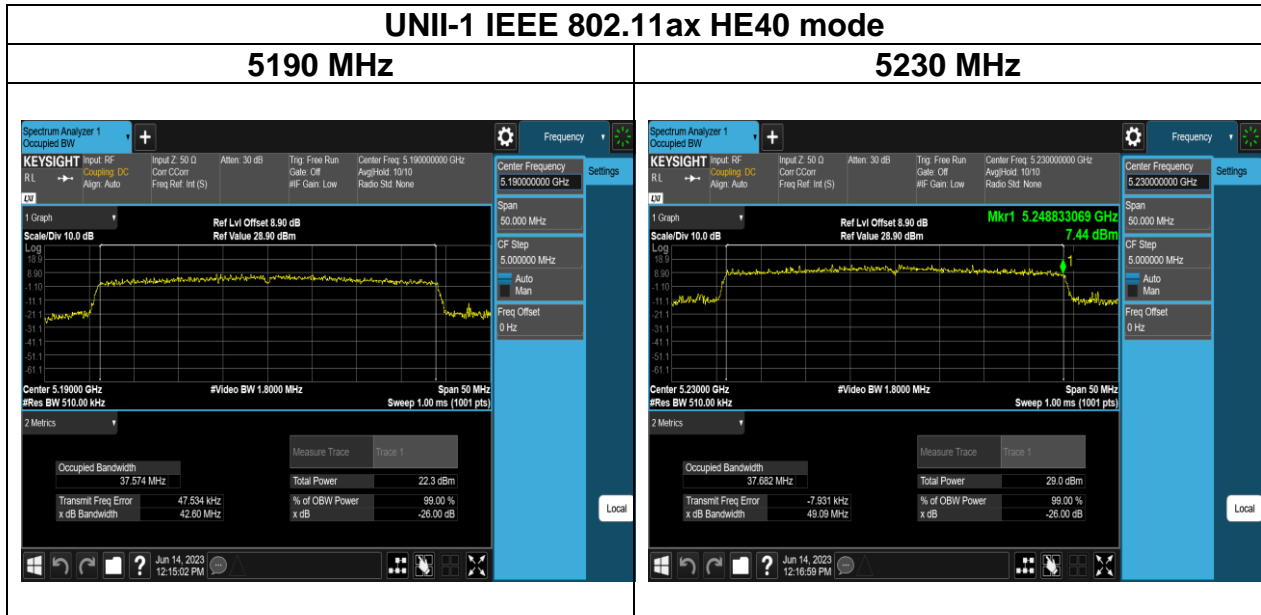 UNII-1 IEEE 802.11ax HE40 mode
5190 MHz
5230 MHz
Spectrum Analyzer 1
Occupied BW
+
Frequency
KEYSIGHT
Input: RF
Input Z: 50 Ω
Atten: 30 dB
Trig: Free Run
Center Freq: 5.190000000 GHz
RL
Coupling: DC
Corr CCorr
Gate: Off
Avg|Hold: 10/10
Align: Auto
Freq Ref: Int (S)
#IF Gain: Low
Radio Std: None
LXI
Center Frequency
5.190000000 GHz
Settings
Span
50.000 MHz
CF Step
5.000000 MHz
Auto
Man
Freq Offset
0 Hz
Local
1 Graph
Ref Lvl Offset 8.90 dB
Scale/Div 10.0 dB
Ref Value 28.90 dBm
Log
18.9
8.90
-1.10
-11.1
-21.1
-31.1
-41.1
-51.1
-61.1
Center 5.19000 GHz
#Video BW 1.8000 MHz
Span 50 MHz
#Res BW 510.00 kHz
Sweep 1.00 ms (1001 pts)
2 Metrics
Measure Trace
Trace 1
Occupied Bandwidth
37.574 MHz
Total Power
22.3 dBm
Transmit Freq Error
47.534 kHz
% of OBW Power
99.00 %
x dB Bandwidth
42.60 MHz
x dB
-26.00 dB
?
Jun 14, 2023
12:15:02 PM
Spectrum Analyzer 1
Occupied BW
+
Frequency
KEYSIGHT
Input: RF
Input Z: 50 Ω
Atten: 30 dB
Trig: Free Run
Center Freq: 5.230000000 GHz
RL
Coupling: DC
Corr CCorr
Gate: Off
Avg|Hold: 10/10
Align: Auto
Freq Ref: Int (S)
#IF Gain: Low
Radio Std: None
LXI
Center Frequency
5.230000000 GHz
Settings
Span
50.000 MHz
CF Step
5.000000 MHz
Auto
Man
Freq Offset
0 Hz
Local
1 Graph
Ref Lvl Offset 8.90 dB
Mkr1 5.248833069 GHz
Scale/Div 10.0 dB
Ref Value 28.90 dBm
7.44 dBm
Log
18.9
8.90
-1.10
-11.1
-21.1
-31.1
-41.1
-51.1
-61.1
1
Center 5.23000 GHz
#Video BW 1.8000 MHz
Span 50 MHz
#Res BW 510.00 kHz
Sweep 1.00 ms (1001 pts)
2 Metrics
Measure Trace
Trace 1
Occupied Bandwidth
37.682 MHz
Total Power
29.0 dBm
Transmit Freq Error
-7.931 kHz
% of OBW Power
99.00 %
x dB Bandwidth
49.09 MHz
x dB
-26.00 dB
?
Jun 14, 2023
12:16:59 PM